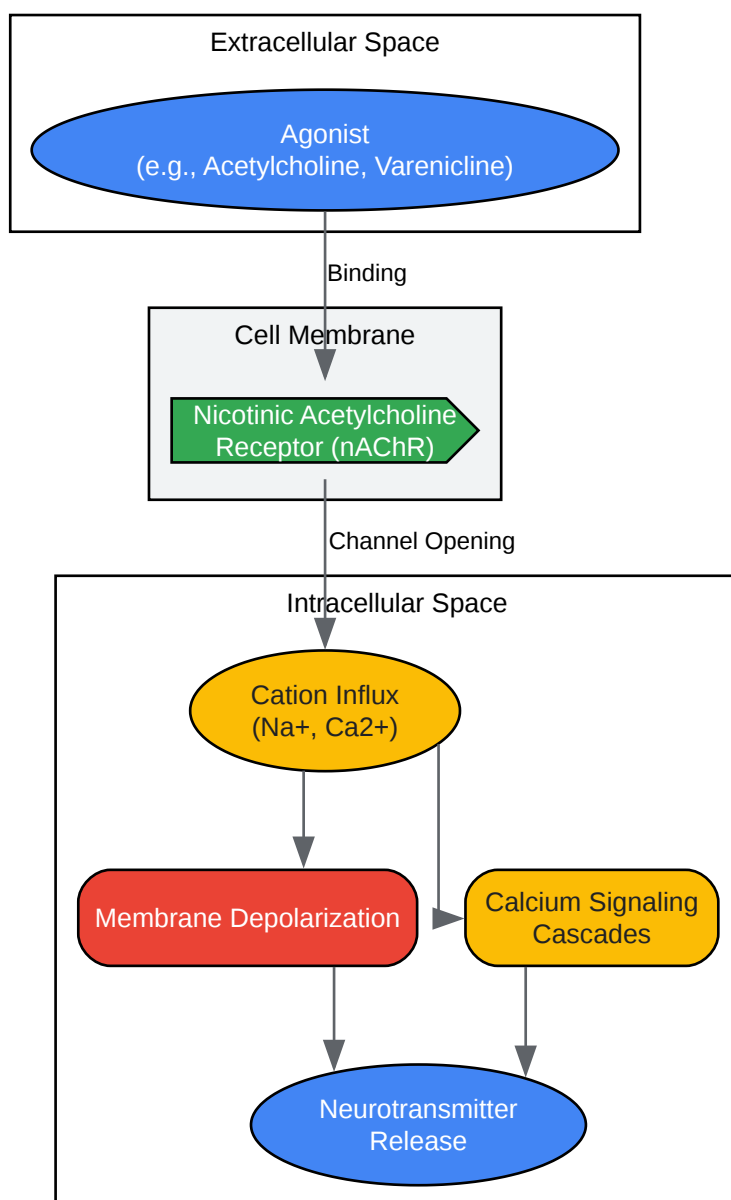 Extracellular Space
Agonist
(e.g., Acetylcholine, Varenicline)
Binding
Cell Membrane
Nicotinic Acetylcholine
Receptor (nAChR)
Channel Opening
Intracellular Space
Cation Influx
(Na+, Ca2+)
Membrane Depolarization
Calcium Signaling
Cascades
Neurotransmitter
Release